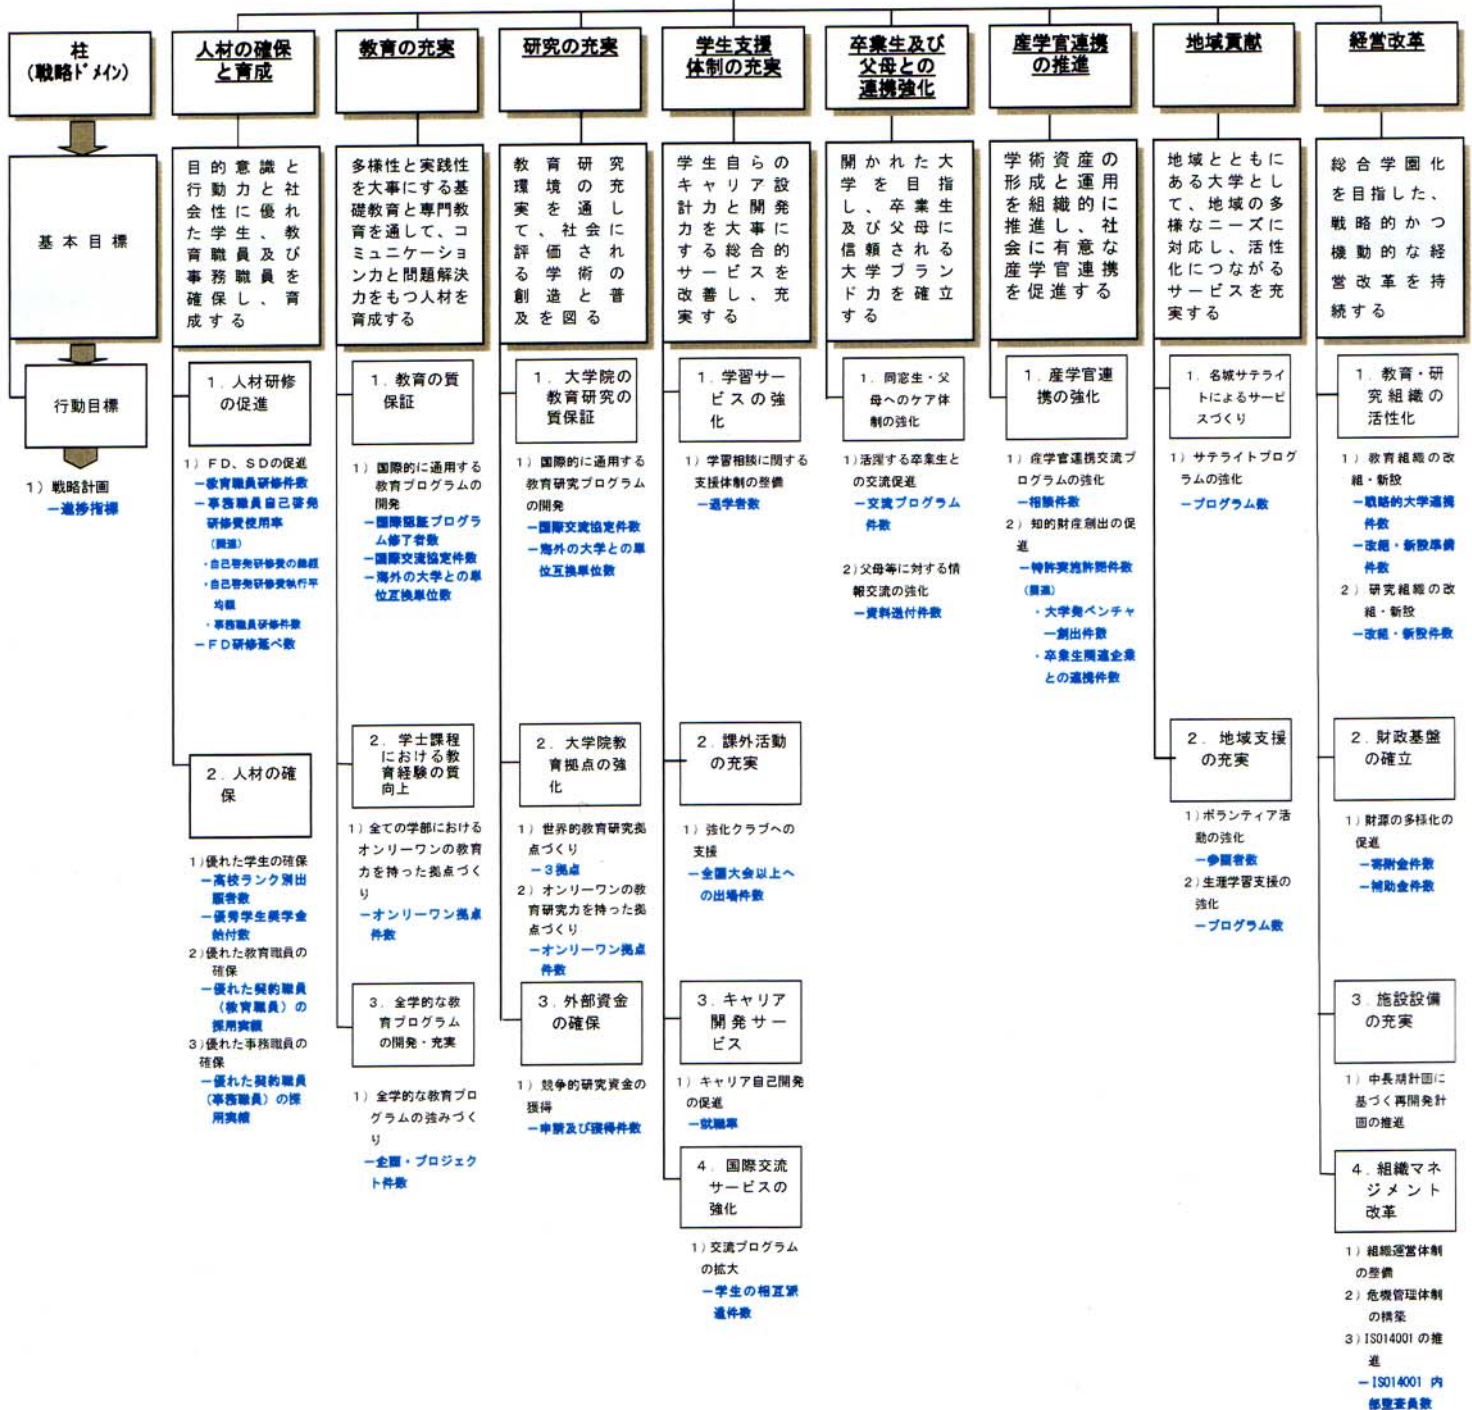 柱
(戦略ドメイン)
基本目標
行動目標
1）戦略計画
－進捗指標
人材の確保
と育成
目的意識と
行動力と社
会性に優れ
た学生、教
育職員及び
事務職員を
確保し、育
成する
1．人材研修
の促進
1）ＦＤ、ＳＤの促進
－教育職員研修件数
－事務職員自己啓発
研修費使用率
（関連）
・自己啓発研修費の総額
・自己啓発研修費執行平
均額
・事務職員研修件数
－ＦＤ研修延べ数
2．人材の確
保
1)優れた学生の確保
－高校ランク別出
願者数
－優秀学生奨学金
給付数
2)優れた教育職員の
確保
－優れた契約職員
（教育職員）の
採用実績
3)優れた事務職員の
確保
－優れた契約職員
（事務職員）の採
用実績
教育の充実
多様性と実践性
を大事にする基
礎教育と専門教
育を通して、コ
ミュニケーショ
ン力と問題解決
力をもつ人材を
育成する
1．教育の質
保証
1）国際的に通用する
教育プログラムの
開発
－国際認証プログラ
ム修了者数
－国際交流協定件数
－海外の大学との単
位互換単位数
2．学士課程
における教
育経験の質
向上
1）全ての学部における
オンリーワンの教育
力を持った拠点づく
り
－オンリーワン拠点
件数
3．全学的な教
育プログラム
の開発・充実
1）全学的な教育プロ
グラムの強みづく
り
－企画・プロジェク
ト件数
研究の充実
教育研究
環境の充
実を通し
て、社会に
評価され
る学術の
創造と普
及を図る
1．大学院の
教育研究の
質保証
1）国際的に通用する
教育研究プログラム
の開発
－国際交流協定件数
－海外の大学との単
位互換単位数
2．大学院教
育拠点の強
化
1）世界的教育研究拠
点づくり
－３拠点
2）オンリーワンの教
育研究力を持った拠
点づくり
－オンリーワン拠点
件数
3．外部資金
の確保
1）競争的研究資金の
獲得
－申請及び獲得件数
学生支援
体制の充実
学生自らの
キャリア設
計力と開発
力を大事に
する総合的
サービスを
改善し、充
実する
1．学習サー
ビスの強
化
1）学習相談に関する
支援体制の整備
－退学者数
2．課外活動
の充実
1）強化クラブへの
支援
－全国大会以上へ
の出場件数
3．キャリア
開発サー
ビス
1）キャリア自己開発
の促進
－就職率
4．国際交流
サービスの
強化
1）交流プログラム
の拡大
－学生の相互派
遣件数
卒業生及び
父母との
連携強化
開かれた大
学を目指
し、卒業生
及び父母に
信頼される
大学ブラン
ド力を確立
する
1．同窓生・父
母へのケア体
制の強化
1)活躍する卒業生と
の交流促進
－交流プログラム
件数
2)父母等に対する情
報交流の強化
－資料送付件数
産学官連携
の推進
学術資産の
形成と運用
を組織的に
推進し、社
会に有意な
産学官連携
を促進する
1．産学官連
携の強化
1）産学官連携交流プ
ログラムの強化
－相談件数
2）知的財産創出の促
進
－特許実施許諾件数
（関連）
・大学発ベンチャ
ー創出件数
・卒業生関連企業
との連携件数
地域貢献
地域とともに
ある大学とし
て、地域の多
様なニーズに
対応し、活性
化につながる
サービスを充
実する
1．名城サテライ
トによるサービ
スづくり
1）サテライトプログ
ラムの強化
－プログラム数
2．地域支援
の充実
1)ボランティア活
動の強化
－参画者数
2)生涯学習支援の
強化
－プログラム数
経営改革
総合学園化
を目指した、
戦略的かつ
機動的な経
営改革を持
続する
1．教育・研
究組織の
活性化
1）教育組織の改
組・新設
－戦略的大学連携
件数
－改組・新設準備
件数
2）研究組織の改
組・新設
－改組・新設件数
2．財政基盤
の確立
1）財源の多様化の
促進
－寄附金件数
－補助金件数
3．施設設備
の充実
1）中長期計画に
基づく再開発計
画の推進
4．組織マネ
ジメント
改革
1）組織運営体制
の整備
2）危機管理体制
の構築
3）ISO14001の推
進
－ISO14001 内
部監査員数